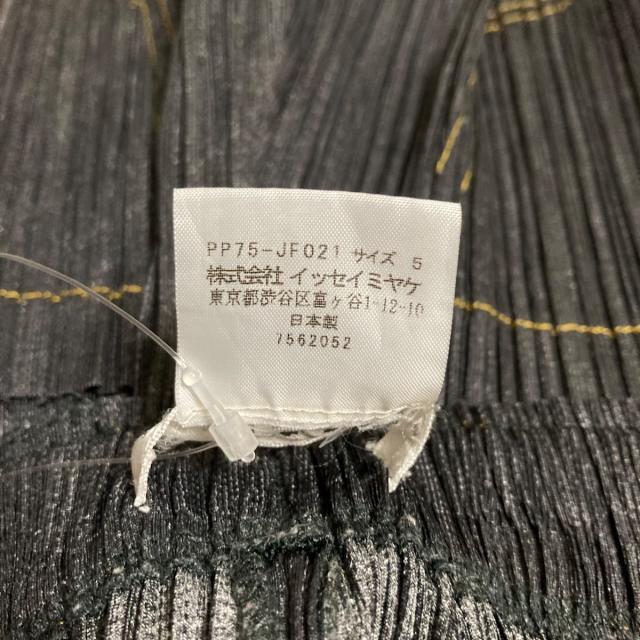 PP75-JF021 サイズ 5
株式会社 イッセイミヤケ
東京都渋谷区富ヶ谷1-12-10
日本製
7562052